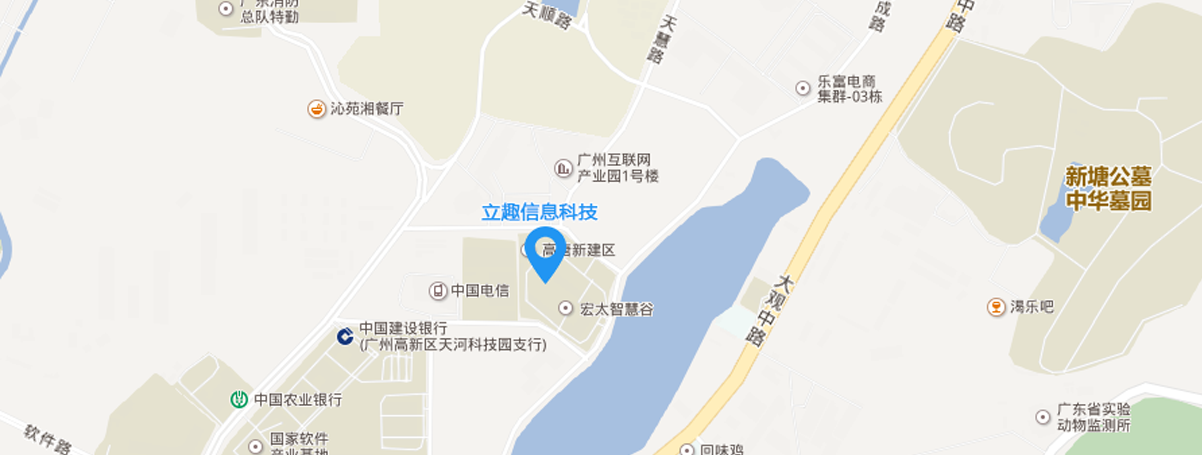 总队特勤
天顺路
天慧路
成路
中路
乐富电商
集群-03栋
沁苑湘餐厅
广州互联网
产业园1号楼
新塘公墓
中华墓园
立趣信息科技
高唐新建区
中国电信
宏太智慧谷
大观中路
渴乐吧
中国建设银行
(广州高新区天河科技园支行)
中国农业银行
广东省实验
动物监测所
软件路
国家软件
产业基地
回味鸡